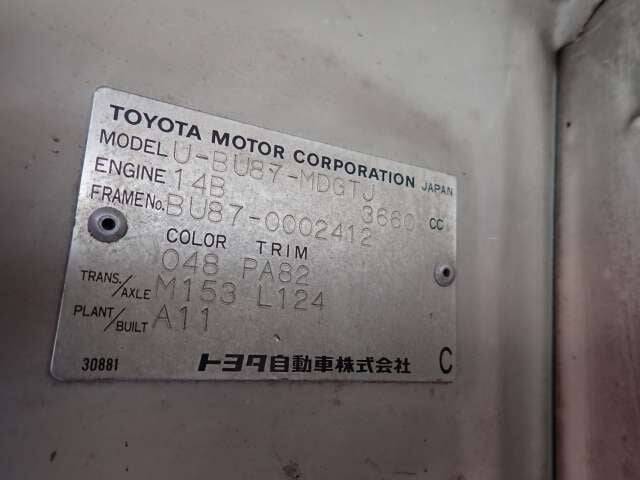 TOYOTA MOTOR CORPORATION JAPAN
MODEL U-BU87-MDGTJ
ENGINE 14B 3660 CC
FRAME No. BU87-0002412
COLOR TRIM
048 PA82
TRANS./AXLE M153 L124
PLANT/BUILT A11
30881 トヨタ自動車株式会社 C